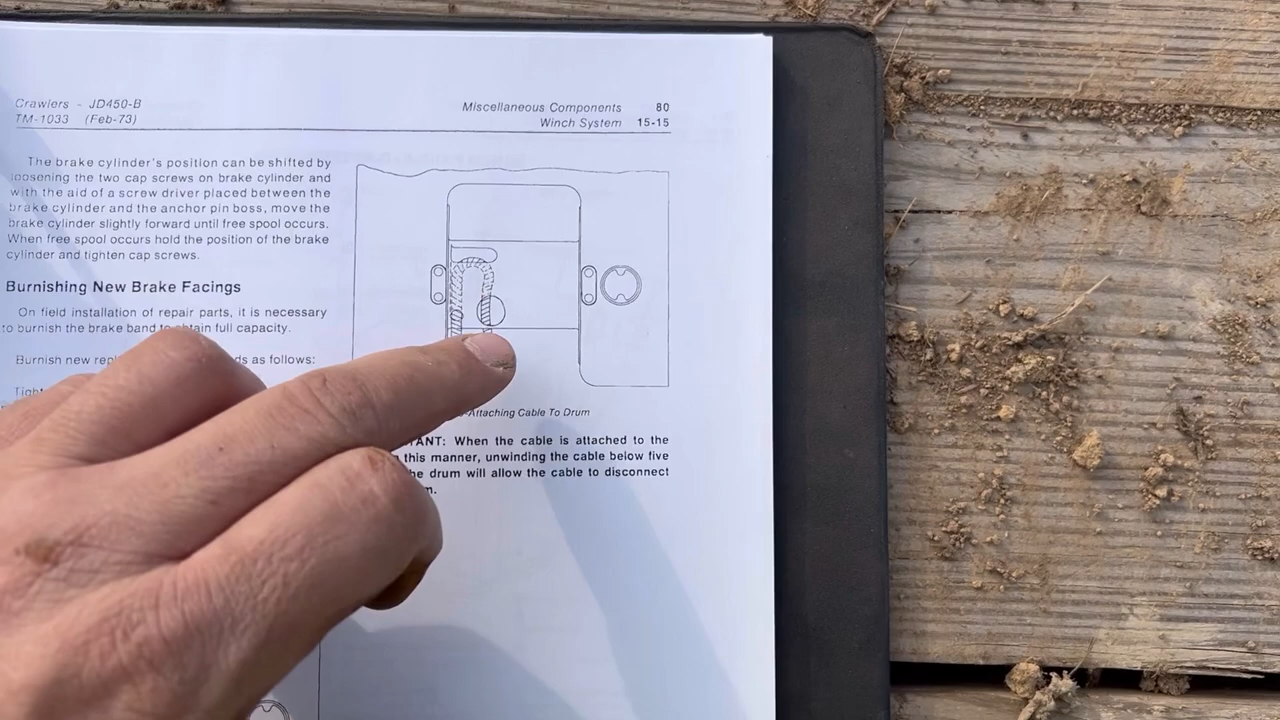 Crawlers - JD450-B
TM-1033 (Feb-73)
Miscellaneous Components 80
Winch System 15-15
The brake cylinder's position can be shifted by
loosening the two cap screws on brake cylinder and
with the aid of a screw driver placed between the
brake cylinder and the anchor pin boss, move the
brake cylinder slightly forward until free spool occurs.
When free spool occurs hold the position of the brake
cylinder and tighten cap screws.
Burnishing New Brake Facings
On field installation of repair parts, it is necessary
to burnish the brake band
full capacity.
Burnish new
as follows:
-Attaching Cable To Drum
When the cable is attached to the
this manner, unwinding the cable below five
drum will allow the cable to disconnect